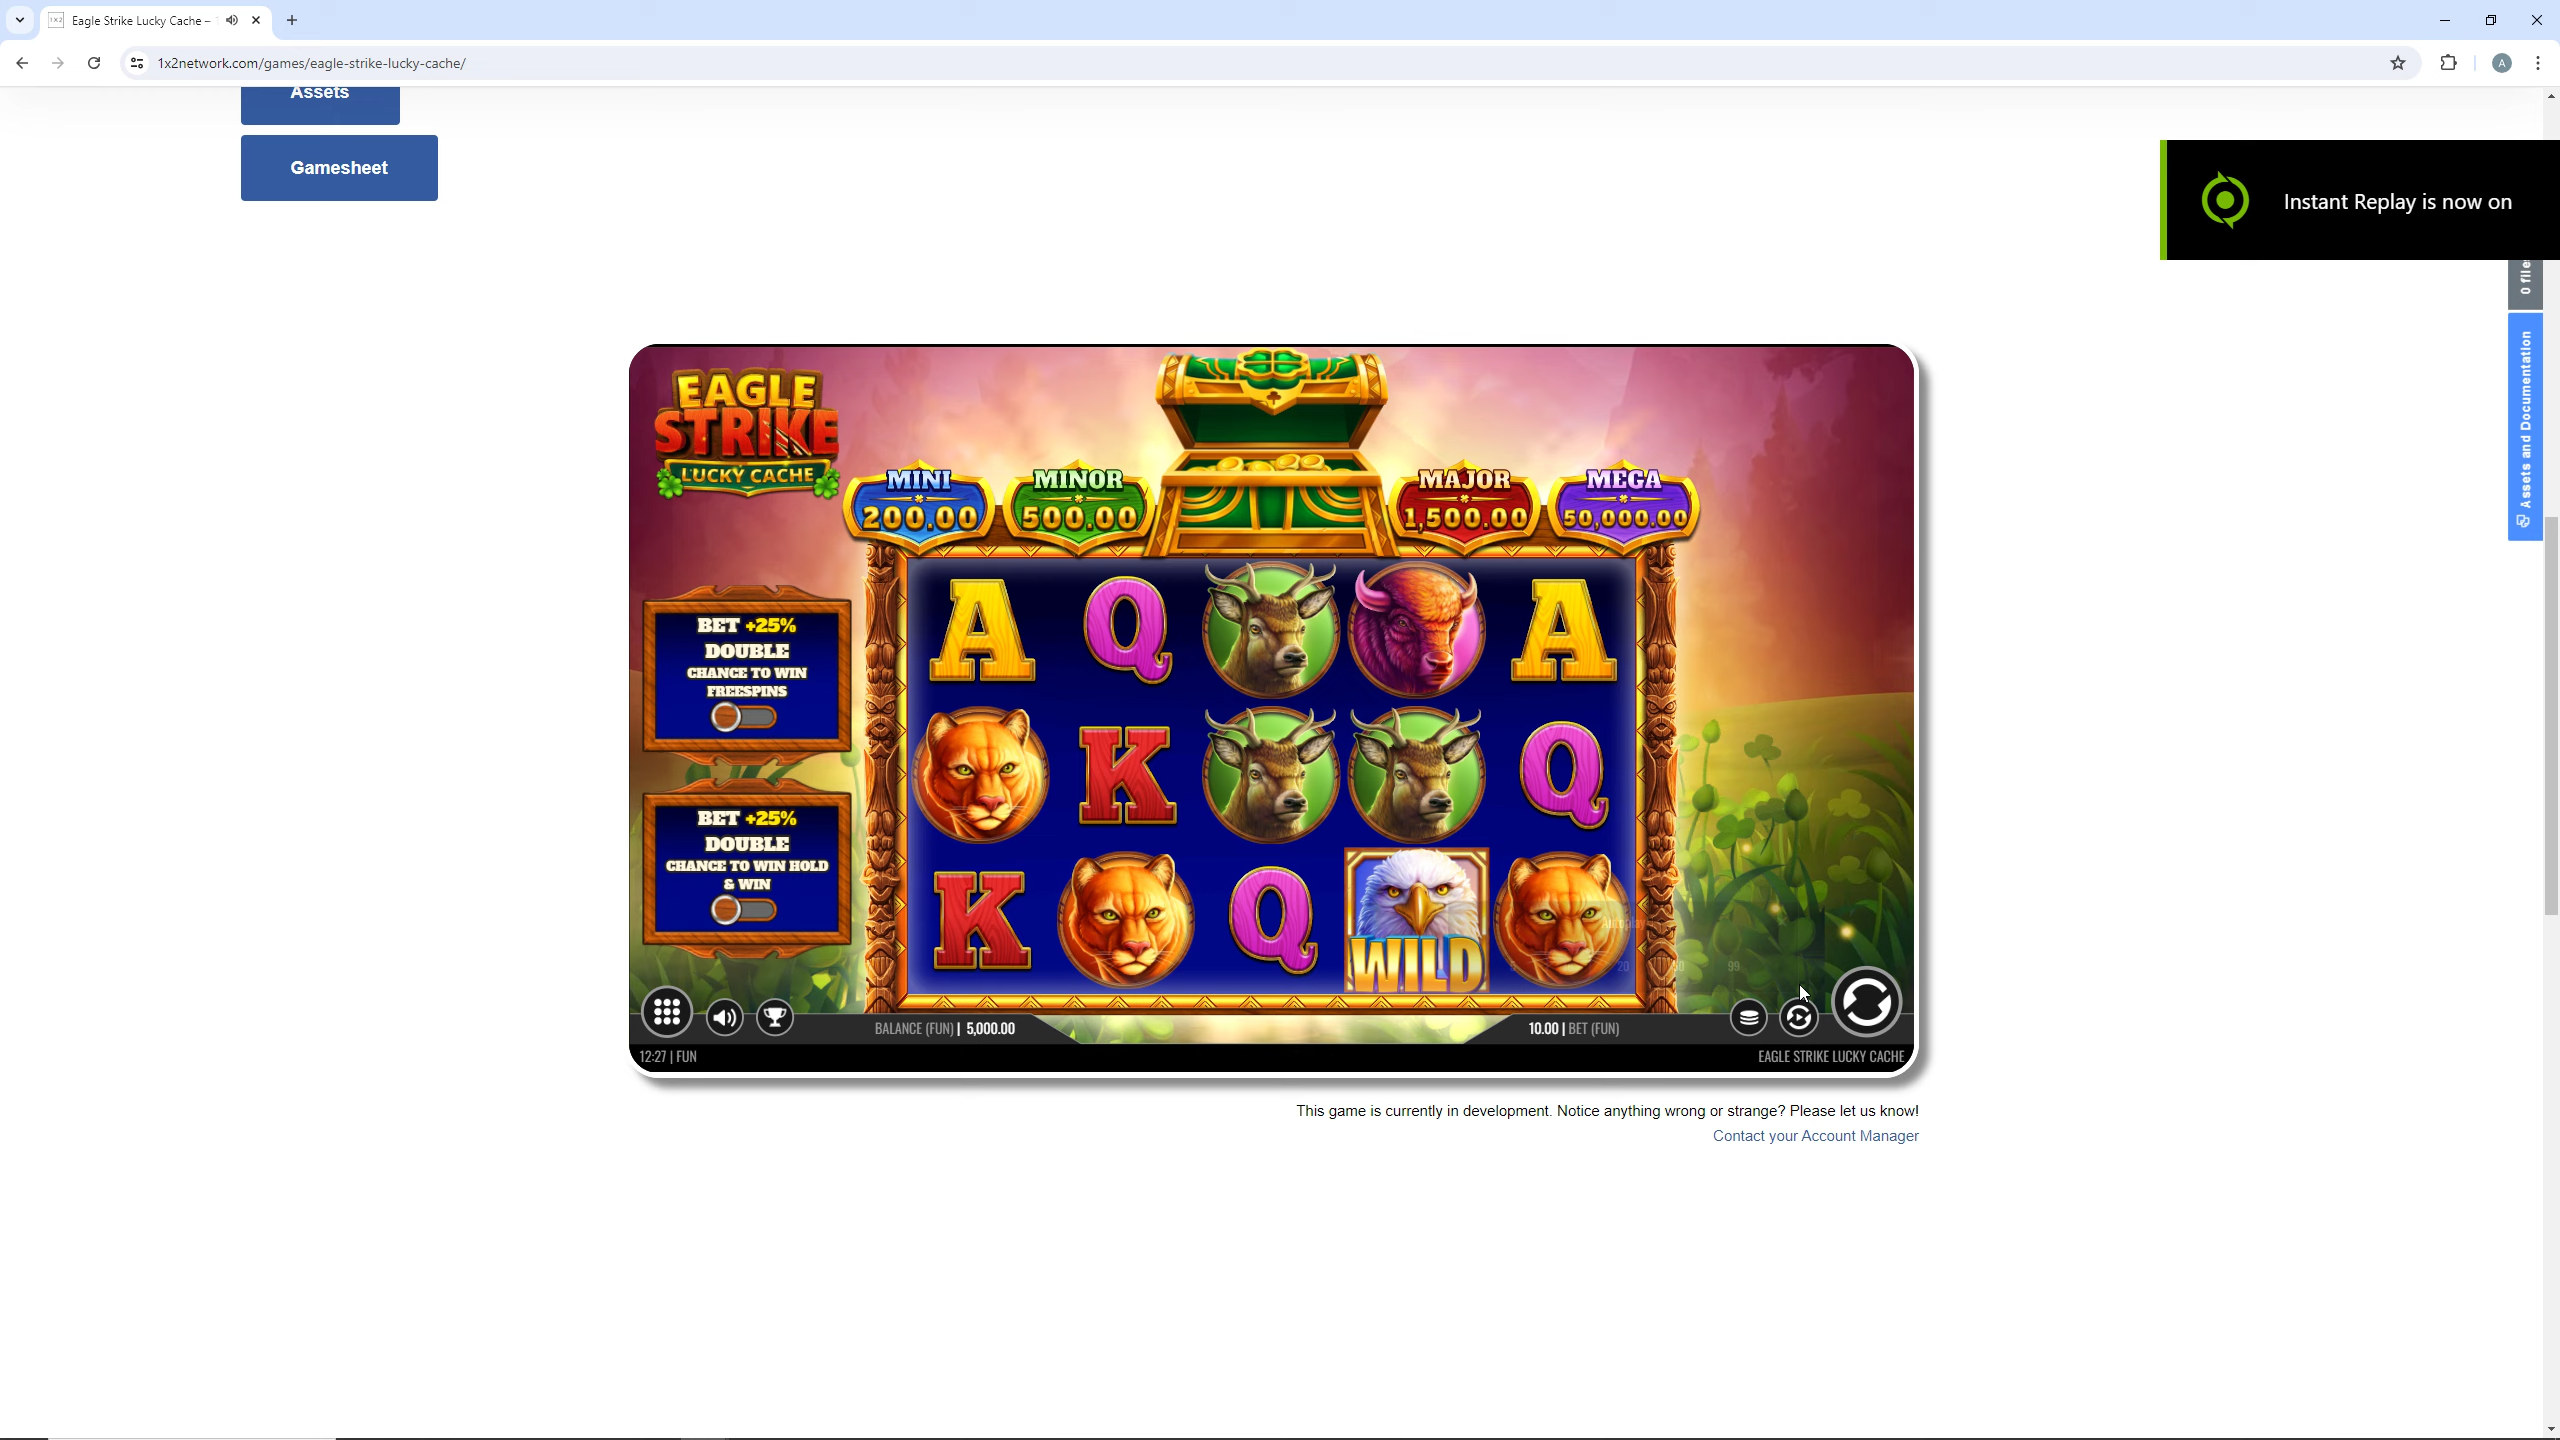 Eagle Strike Lucky Cache –
1x2network.com/games/eagle-strike-lucky-cache/
A
Assets
Gamesheet
Instant Replay is now on
Assets and Documentation
EAGLE
STRIKE
LUCKY CACHE
MINI
200.00
MINOR
500.00
MAJOR
1,500.00
MEGA
50,000.00
BET +25%
DOUBLE
CHANCE TO WIN
FREESPINS
BET +25%
DOUBLE
CHANCE TO WIN HOLD
& WIN
A Q A
K Q
K Q WILD
Autoplay
20 50 99
BALANCE (FUN) | 5,000.00
10.00 | BET (FUN)
12:27 | FUN
EAGLE STRIKE LUCKY CACHE
This game is currently in development. Notice anything wrong or strange? Please let us know!
Contact your Account Manager